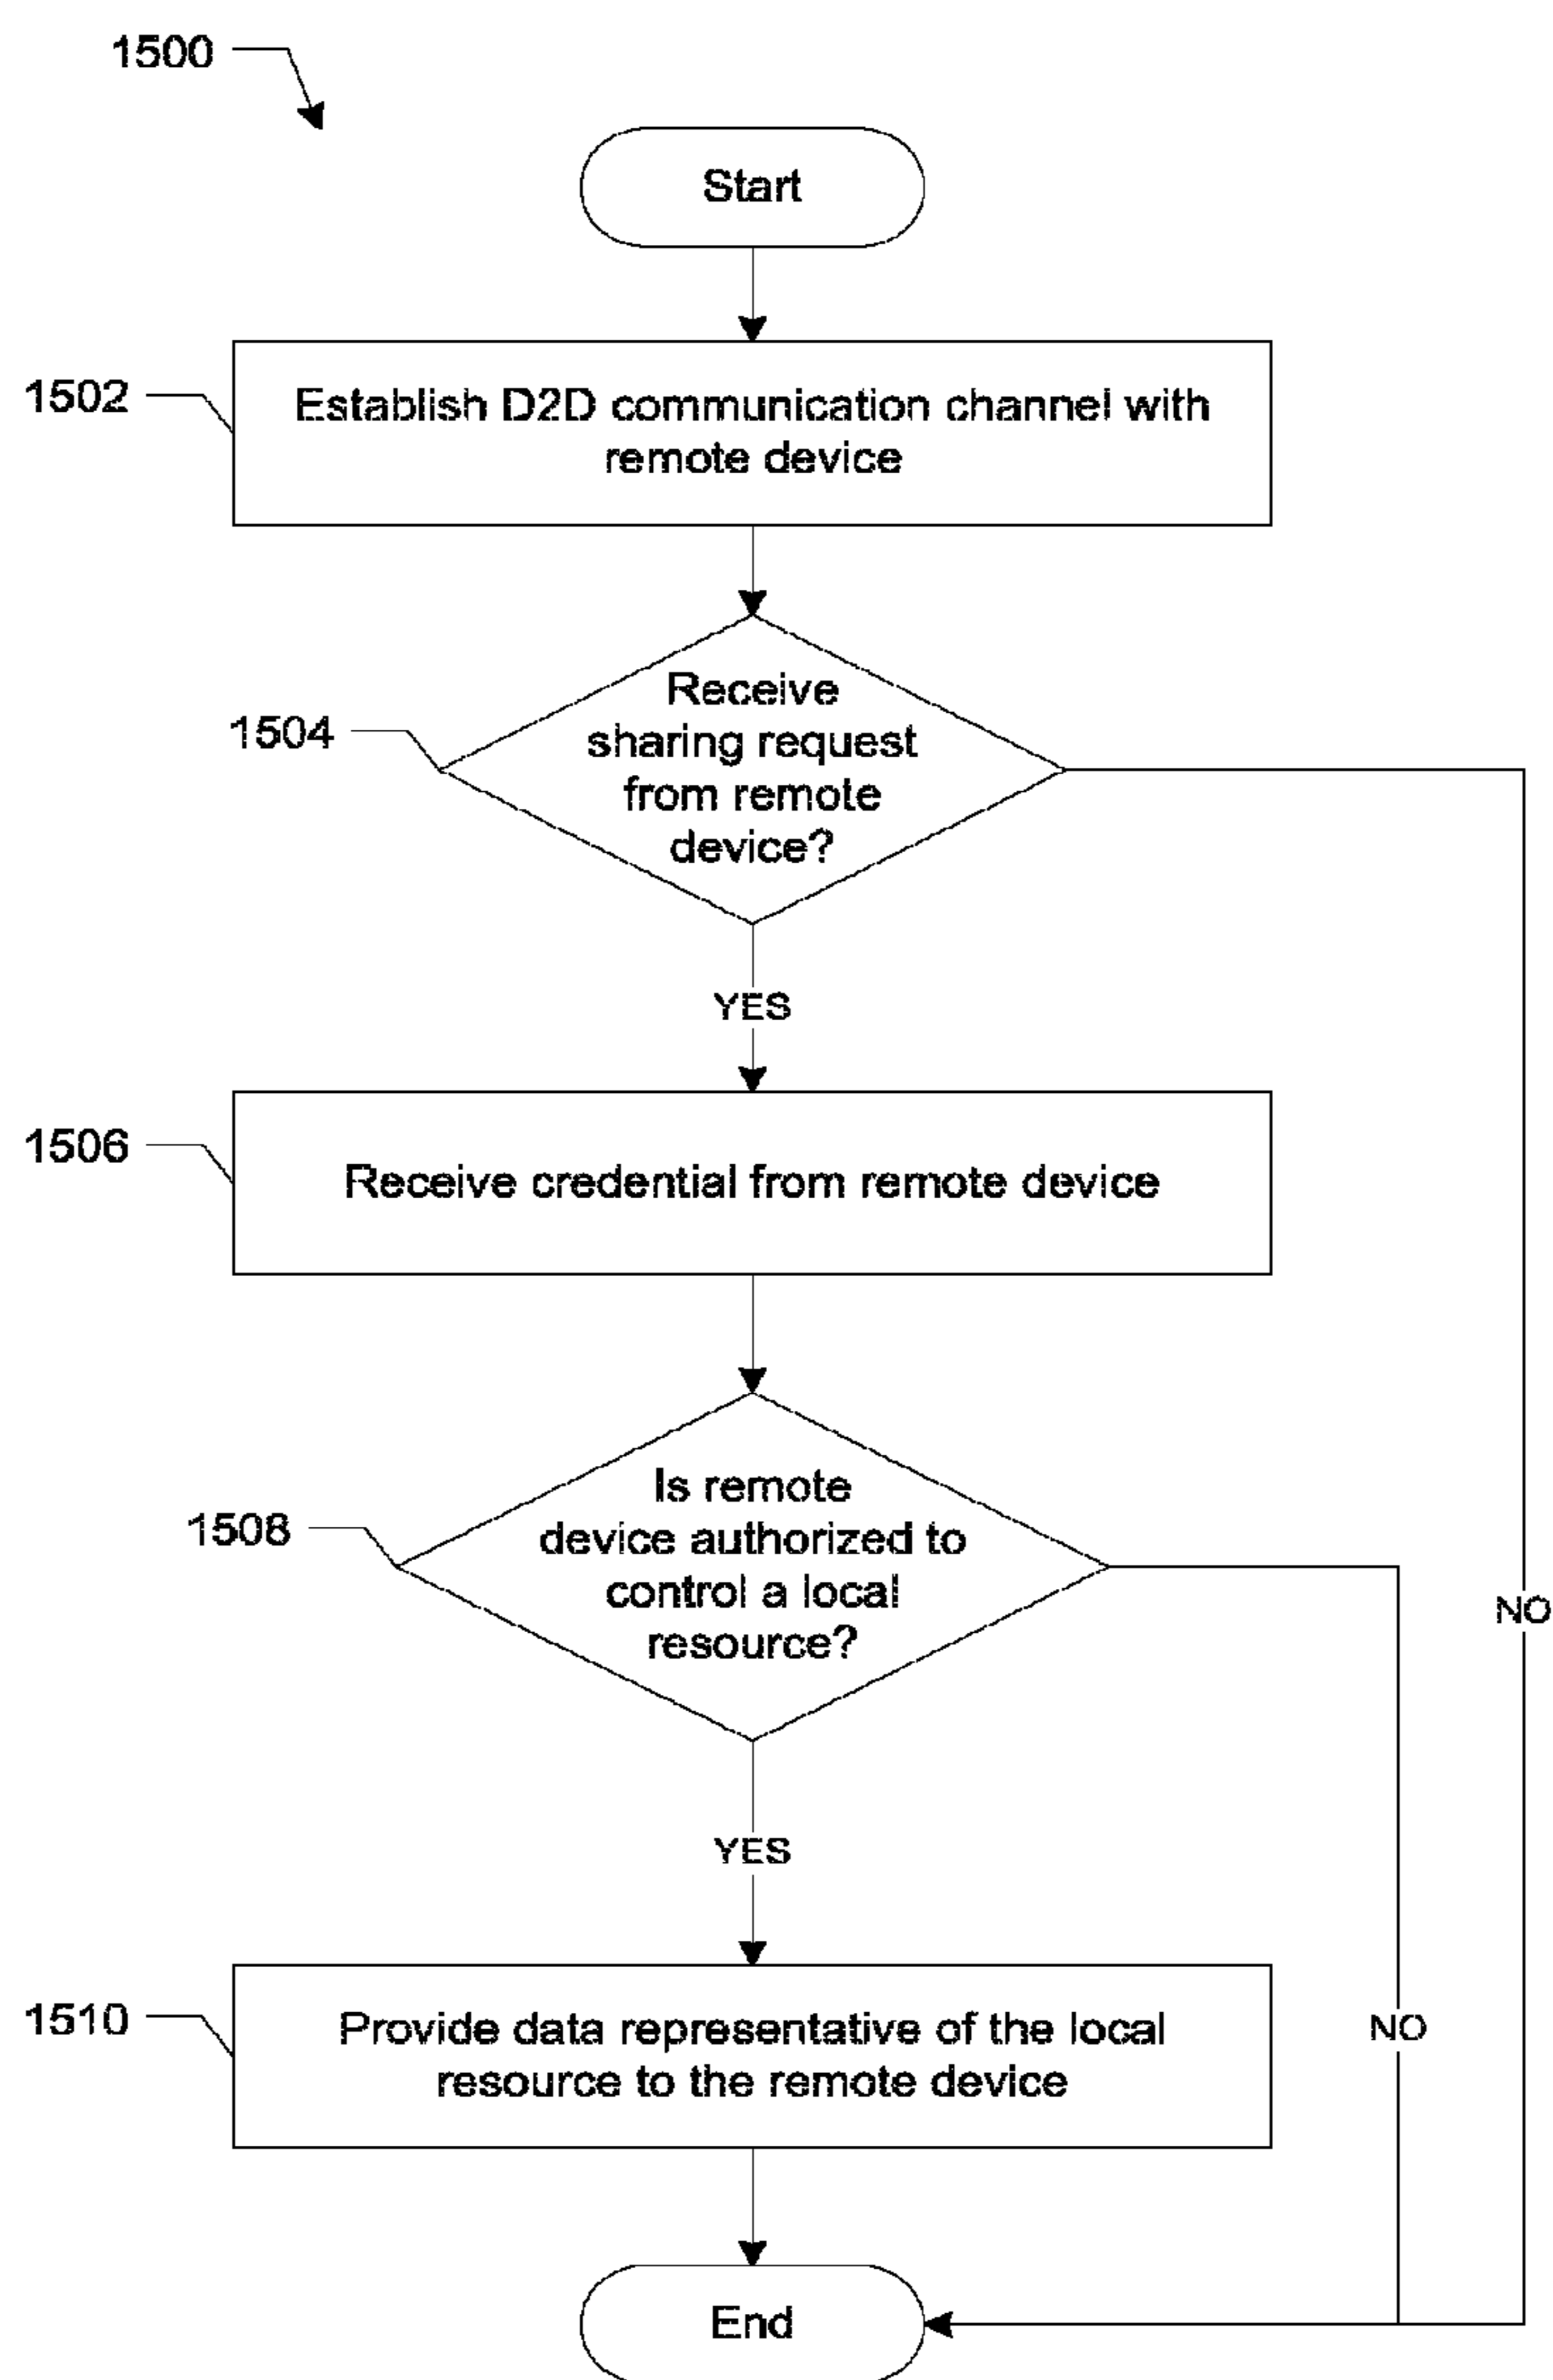 1500
Start
1502
Establish D2D communication channel with
remote device
1504
Receive
sharing request
from remote
device?
YES
1506
Receive credential from remote device
1508
Is remote
device authorized to
control a local
resource?
NO
YES
1510
Provide data representative of the local
resource to the remote device
NO
End